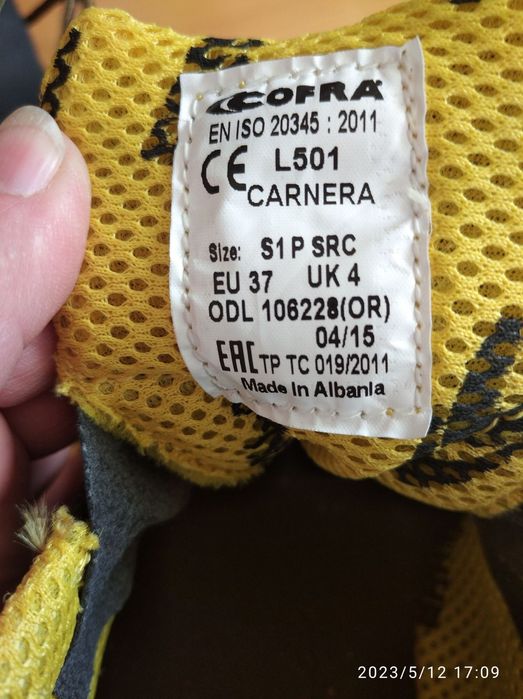 COFRA
EN ISO 20345 : 2011
CE L501
CARNERA
Size: S1 P SRC
EU 37 UK 4
ODL 106228(OR)
04/15
EAC TP TC 019/2011
Made in Albania
2023/5/12 17:09